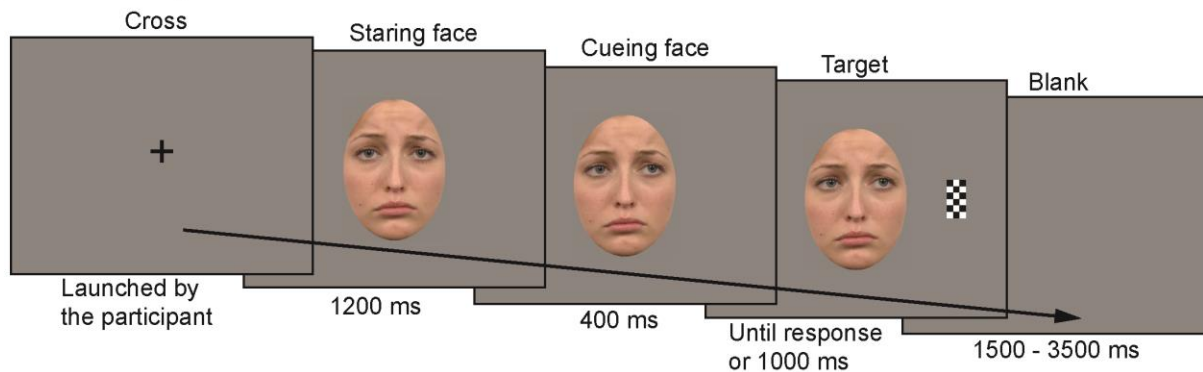 Cross
Staring face
Cueing face
Target
Blank
Launched by
the participant
1200 ms
400 ms
Until response
or 1000 ms
1500 - 3500 ms